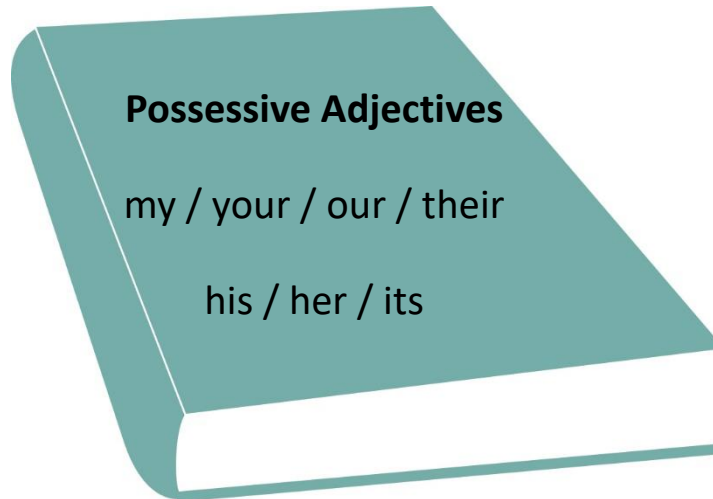 Possessive Adjectives
my / your / our / their
his / her / its